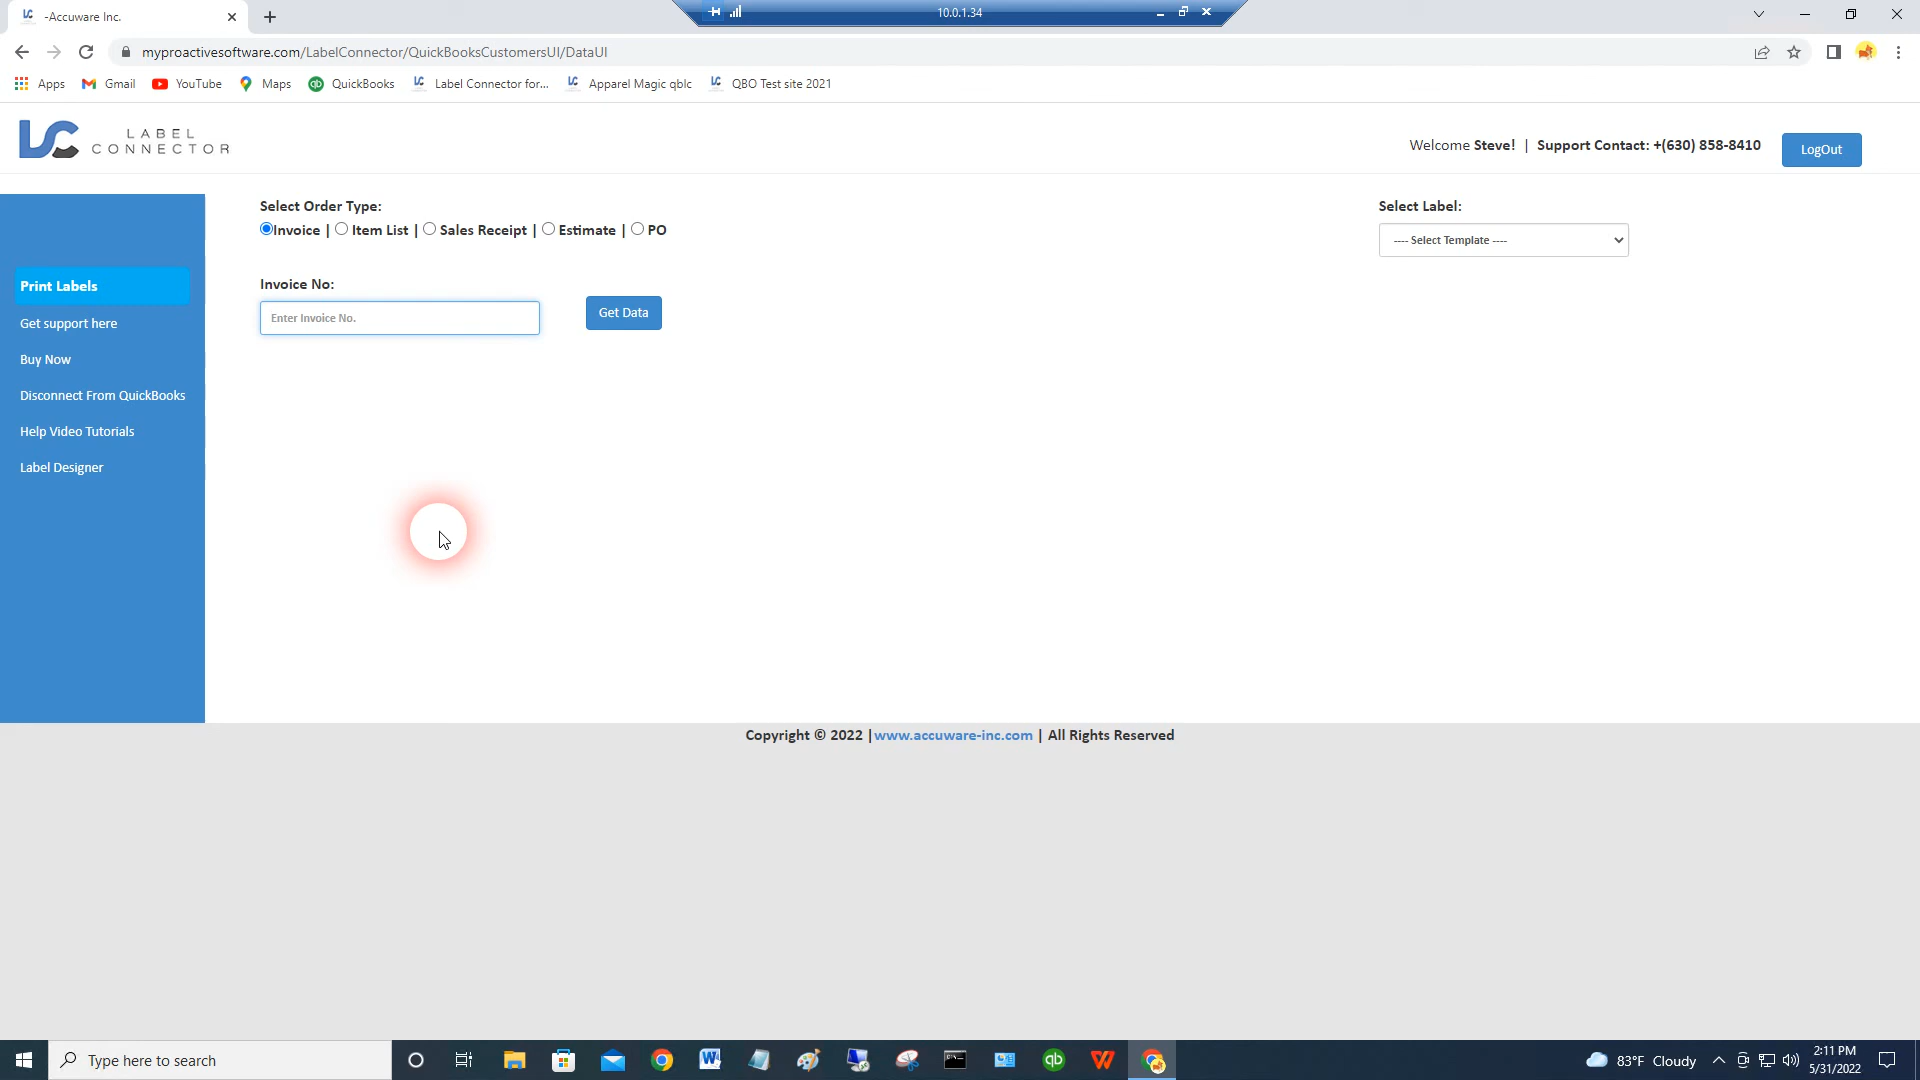 -Accuware Inc.
10.0.1.34
myproactivesoftware.com/LabelConnector/QuickBooksCustomersUI/DataUI
Apps Gmail YouTube Maps QuickBooks Label Connector for... Apparel Magic qblc QBO Test site 2021
LABEL
CONNECTOR
Welcome Steve! | Support Contact: +(630) 858-8410 LogOut
Select Order Type:
Invoice | Item List | Sales Receipt | Estimate | PO
Select Label:
---- Select Template ----
Invoice No:
Enter Invoice No.
Get Data
Print Labels
Get support here
Buy Now
Disconnect From QuickBooks
Help Video Tutorials
Label Designer
Copyright © 2022 |www.accuware-inc.com | All Rights Reserved
Type here to search
83°F Cloudy
2:11 PM
5/31/2022